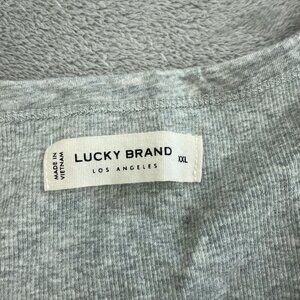 MADE IN
VIETNAM
LUCKY BRAND
LOS ANGELES
XXL